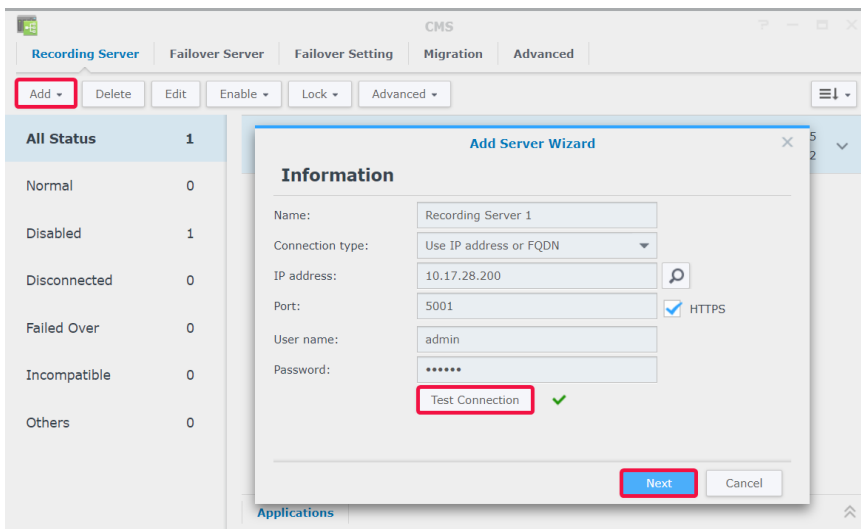 CMS
Recording Server Failover Server Failover Setting Migration Advanced
Add Delete Edit Enable Lock Advanced
All Status 1
Normal 0
Disabled 1
Disconnected 0
Failed Over 0
Incompatible 0
Others 0
5
2
Add Server Wizard
Information
Name: Recording Server 1
Connection type: Use IP address or FQDN
IP address: 10.17.28.200
Port: 5001 HTTPS
User name: admin
Password: ••••••
Test Connection
Next Cancel
Applications